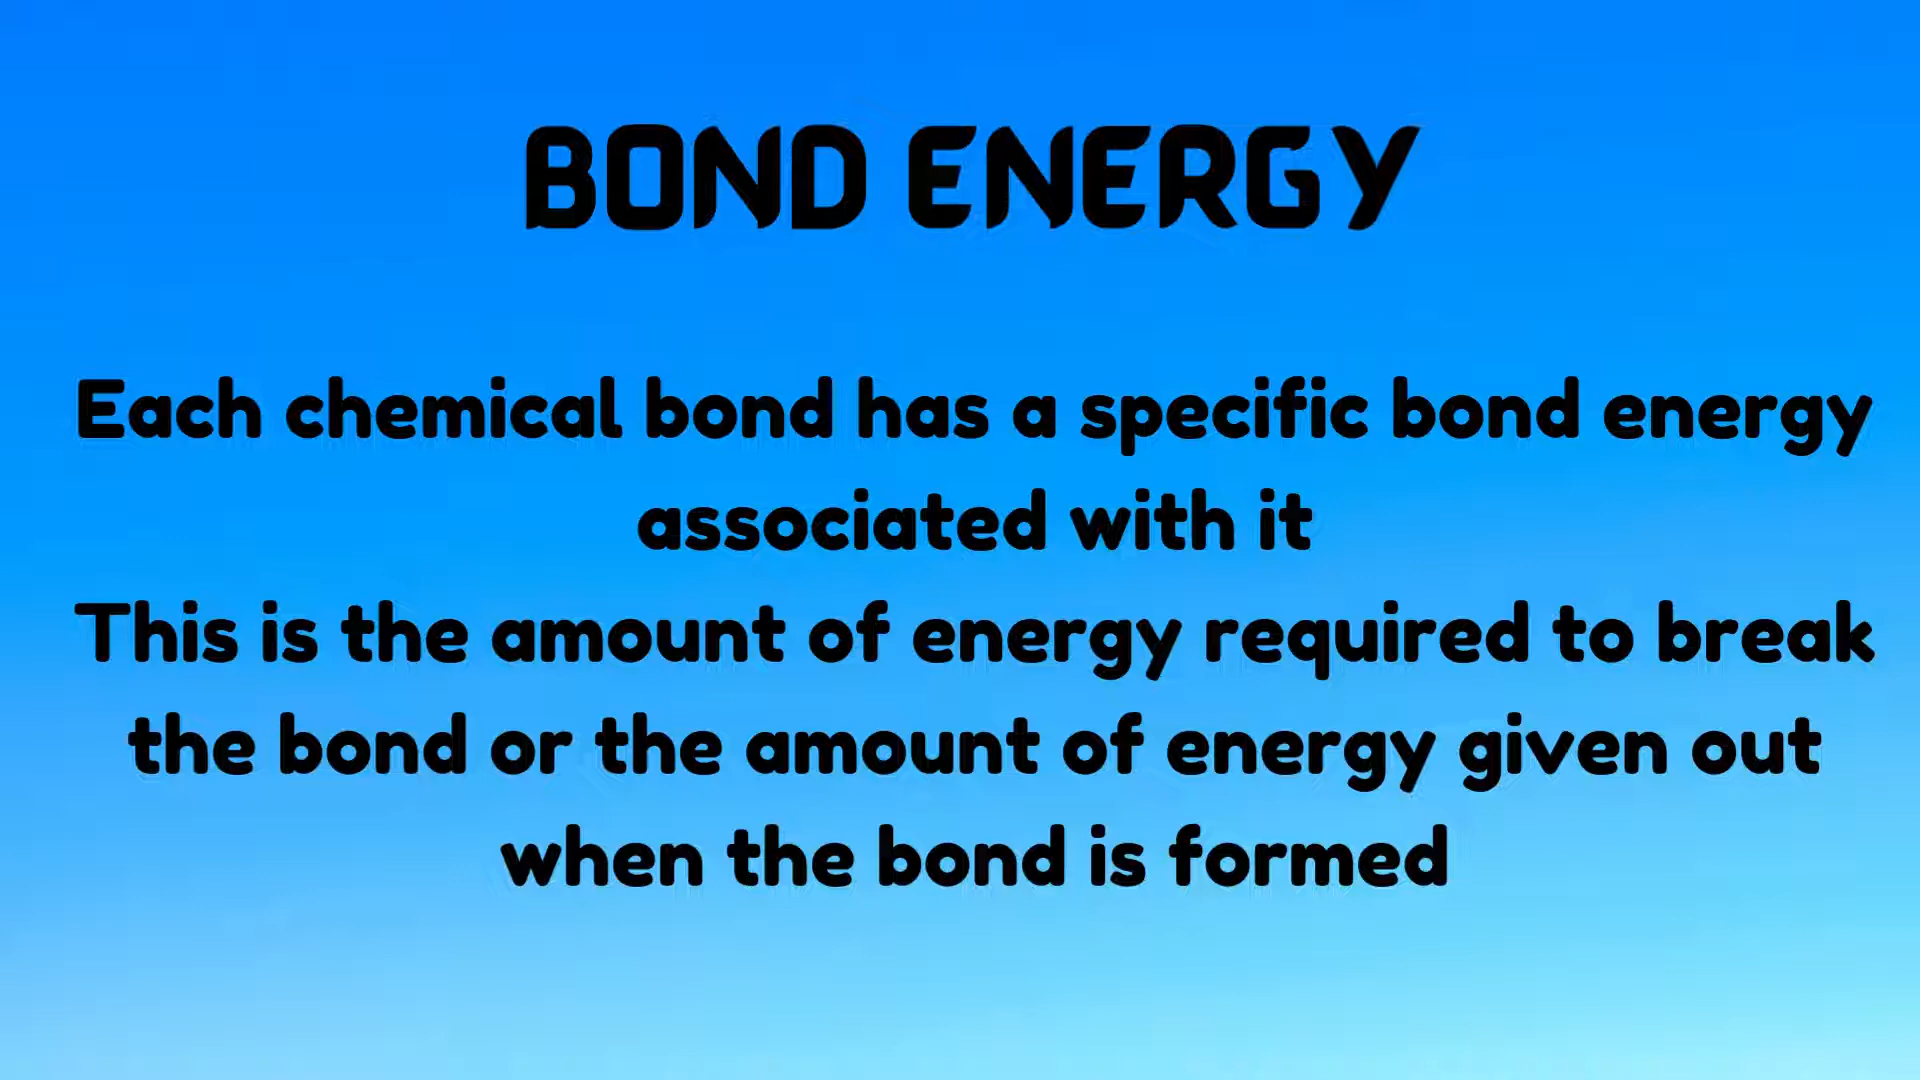 BOND ENERGY
Each chemical bond has a specific bond energy
associated with it
This is the amount of energy required to break
the bond or the amount of energy given out
when the bond is formed